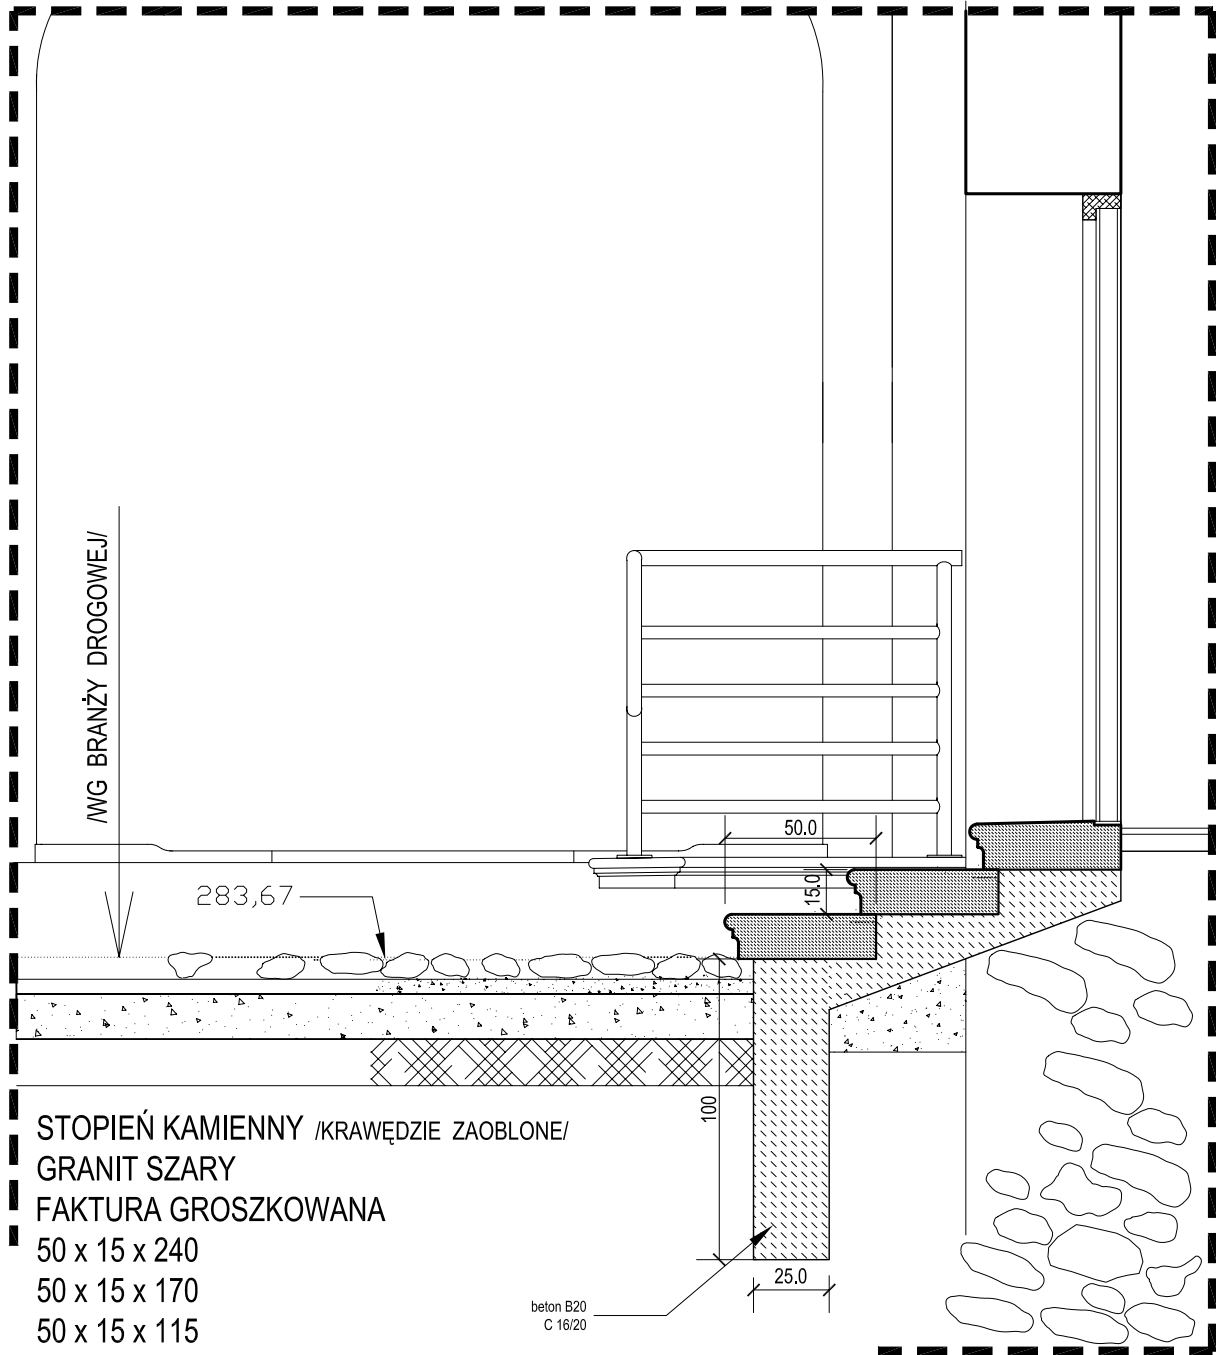 /WG BRANŻY DROGOWEJ/
50.0
15.0
283,67
100
STOPIEŃ KAMIENNY /KRAWĘDZIE ZAOBLONE/
GRANIT SZARY
FAKTURA GROSZKOWANA
50 x 15 x 240
50 x 15 x 170
50 x 15 x 115
25.0
beton B20
C 16/20